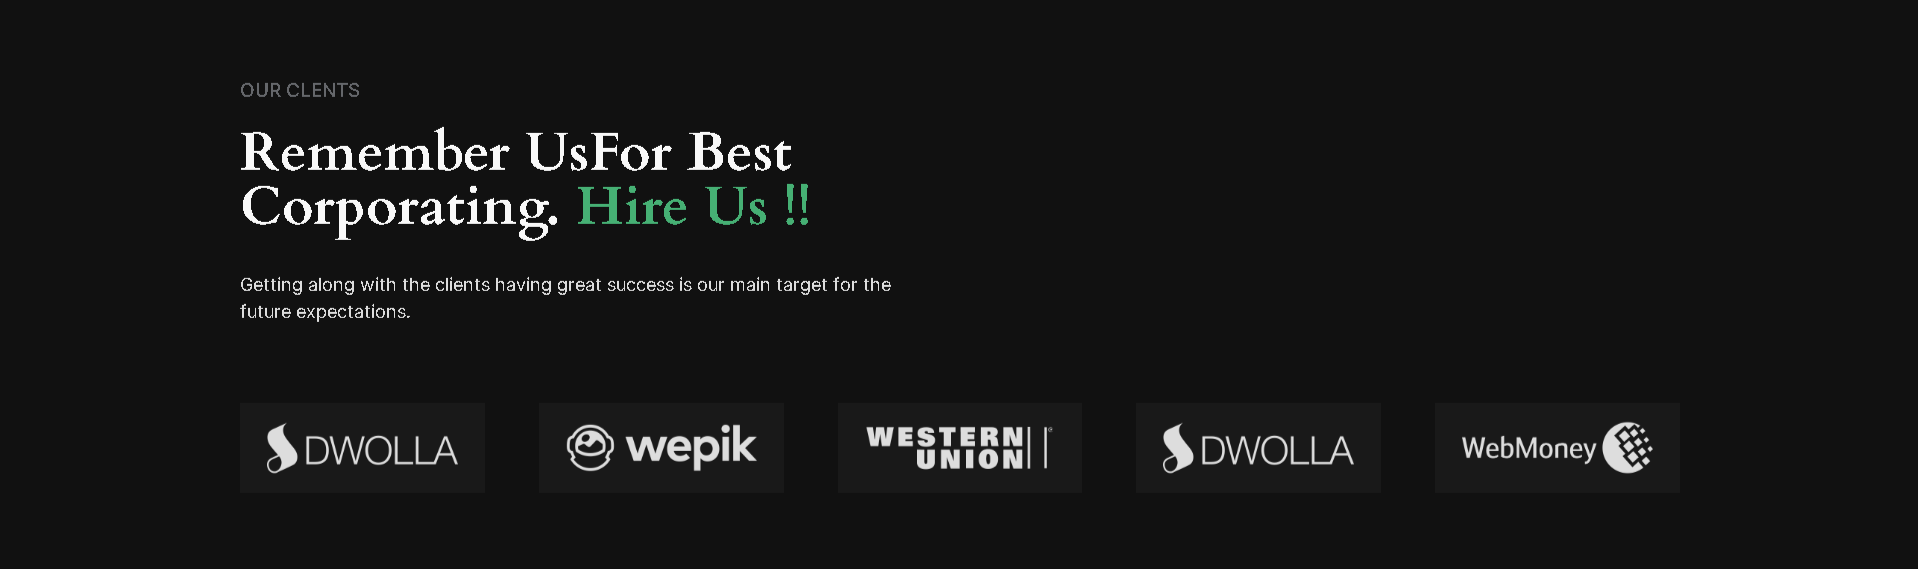 OUR CLENTS
Remember UsFor Best
Corporating. Hire Us !!
Getting along with the clients having great success is our main target for the
future expectations.
DWOLLA
wepik
WESTERN
UNION
DWOLLA
WebMoney